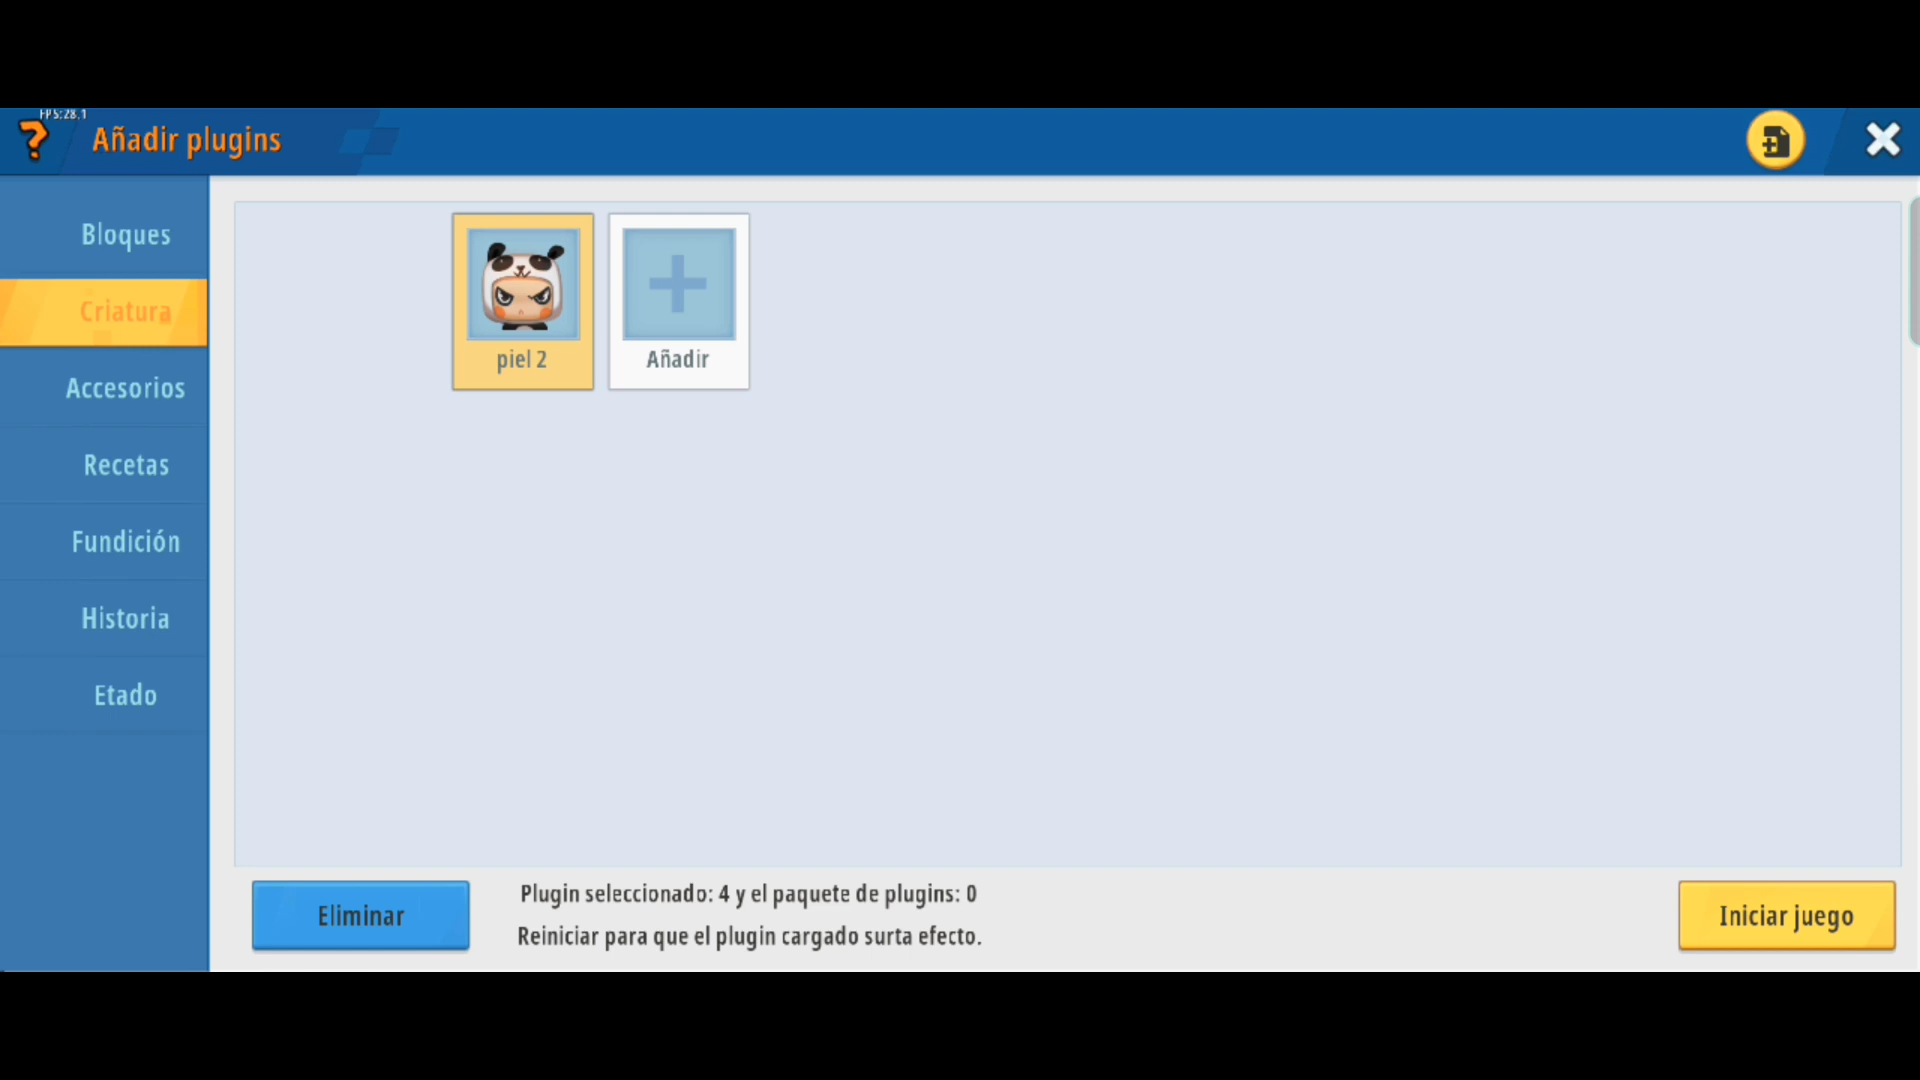 FPS:28.1
Añadir plugins
Bloques
Criatura
Accesorios
Recetas
Fundición
Historia
Etado
piel 2
Añadir
Eliminar
Plugin seleccionado: 4 y el paquete de plugins: 0
Reiniciar para que el plugin cargado surta efecto.
Iniciar juego